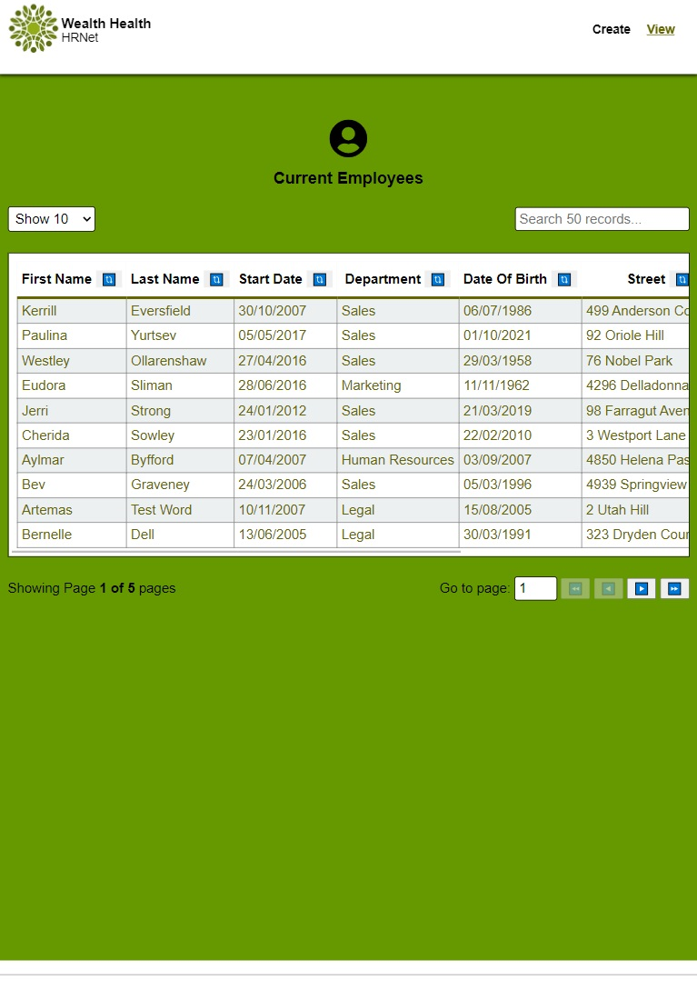 Wealth Health
HRNet
Create View
Current Employees
Show 10
Search 50 records...
First Name Last Name Start Date Department Date Of Birth Street
Kerrill Eversfield 30/10/2007 Sales 06/07/1986 499 Anderson Co
Paulina Yurtsev 05/05/2017 Sales 01/10/2021 92 Oriole Hill
Westley Ollarenshaw 27/04/2016 Sales 29/03/1958 76 Nobel Park
Eudora Sliman 28/06/2016 Marketing 11/11/1962 4296 Delladonna
Jerri Strong 24/01/2012 Sales 21/03/2019 98 Farragut Aven
Cherida Sowley 23/01/2016 Sales 22/02/2010 3 Westport Lane
Aylmar Byfford 07/04/2007 Human Resources 03/09/2007 4850 Helena Pas
Bev Graveney 24/03/2006 Sales 05/03/1996 4939 Springview
Artemas Test Word 10/11/2007 Legal 15/08/2005 2 Utah Hill
Bernelle Dell 13/06/2005 Legal 30/03/1991 323 Dryden Cour
Showing Page 1 of 5 pages
Go to page: 1